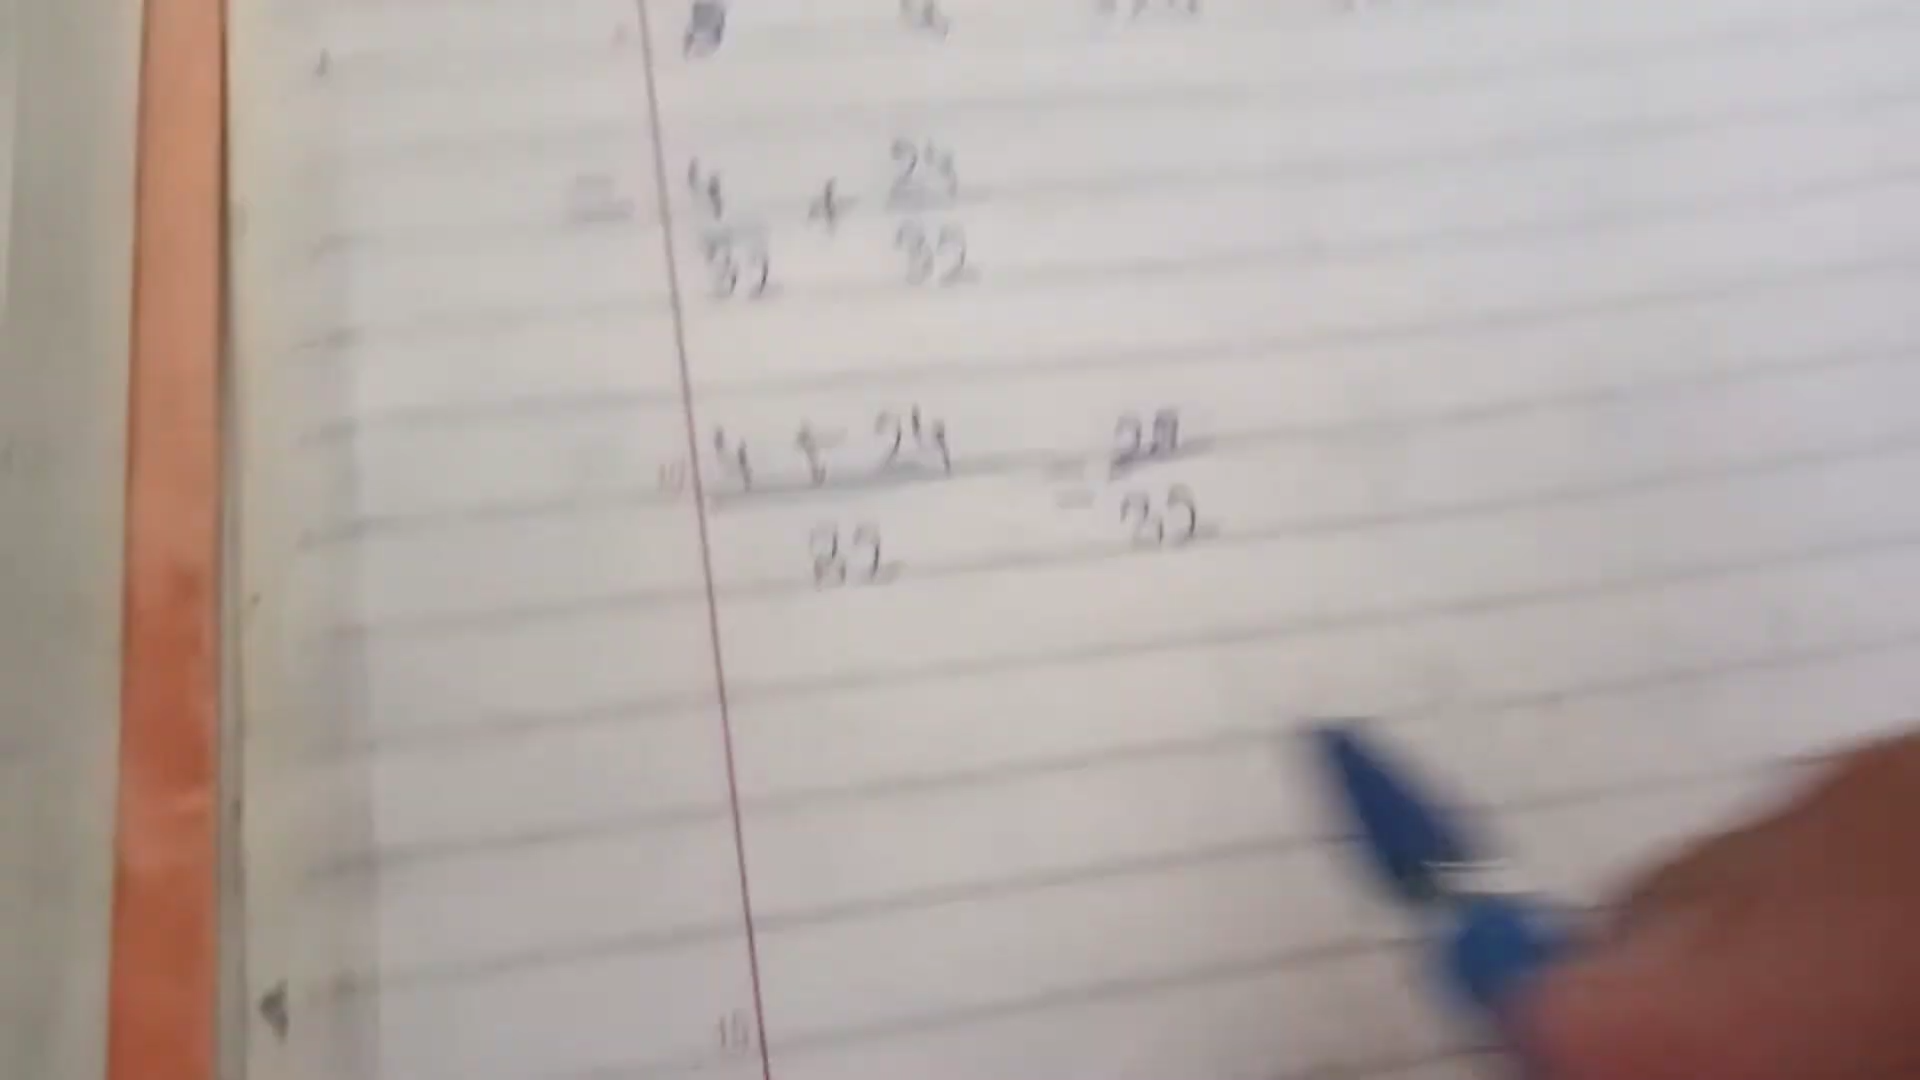 = 4/32 + 24/32
4 + 24/32 = 28/32